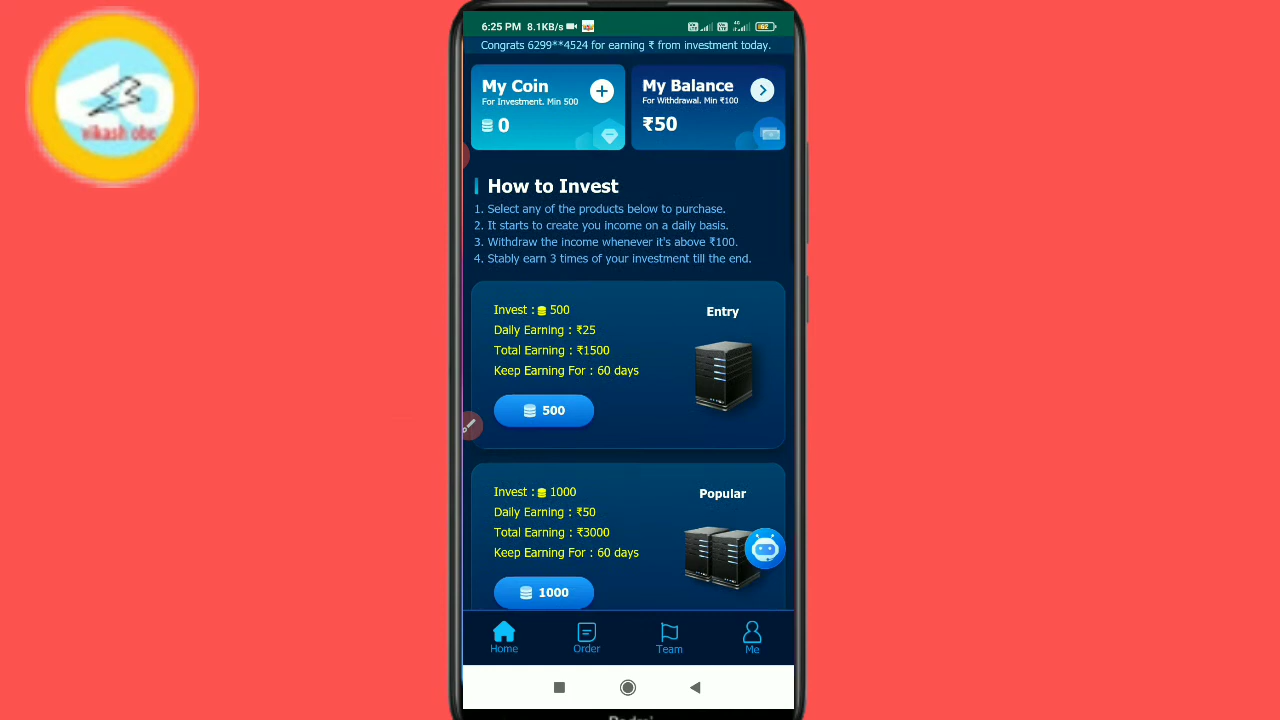 6:25 PM 8.1KB/s 62
Congrats 6299**4524 for earning ₹ from investment today.
My Coin
For Investment. Min 500
0
My Balance
For Withdrawal. Min ₹100
₹50
vikash obc
How to Invest
1. Select any of the products below to purchase.
2. It starts to create you income on a daily basis.
3. Withdraw the income whenever it's above ₹100.
4. Stably earn 3 times of your investment till the end.
Invest : 500
Entry
Daily Earning : ₹25
Total Earning : ₹1500
Keep Earning For : 60 days
500
Invest : 1000
Popular
Daily Earning : ₹50
Total Earning : ₹3000
Keep Earning For : 60 days
1000
Home Order Team Me